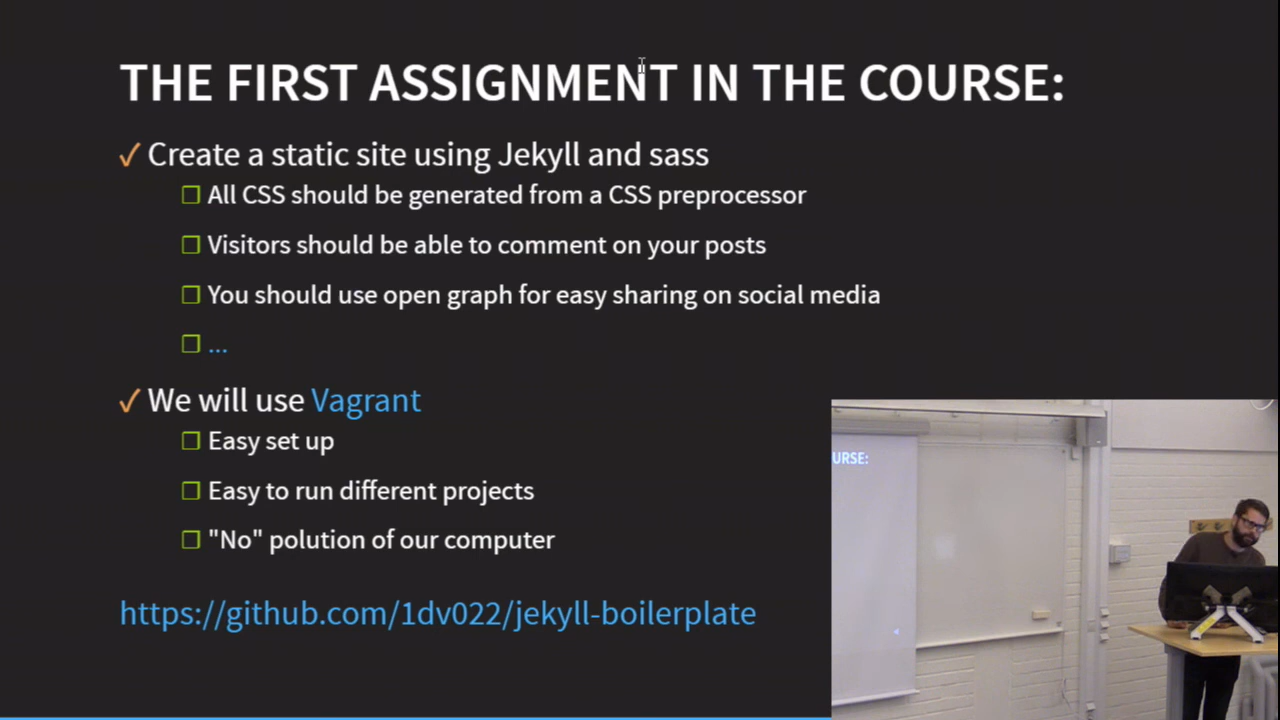 THE FIRST ASSIGNMENT IN THE COURSE:
✓ Create a static site using Jekyll and sass
❒ All CSS should be generated from a CSS preprocessor
❒ Visitors should be able to comment on your posts
❒ You should use open graph for easy sharing on social media
❒ ...
✓ We will use Vagrant
❒ Easy set up
❒ Easy to run different projects
❒ "No" polution of our computer
https://github.com/1dv022/jekyll-boilerplate
URSE: